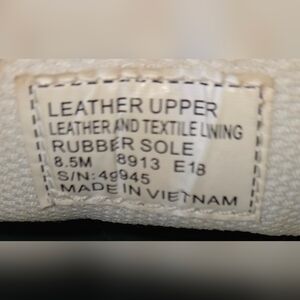 LEATHER UPPER
LEATHER AND TEXTILE LINING
RUBBER SOLE
8.5M 8913 E18
S/N: 49945
MADE IN VIETNAM